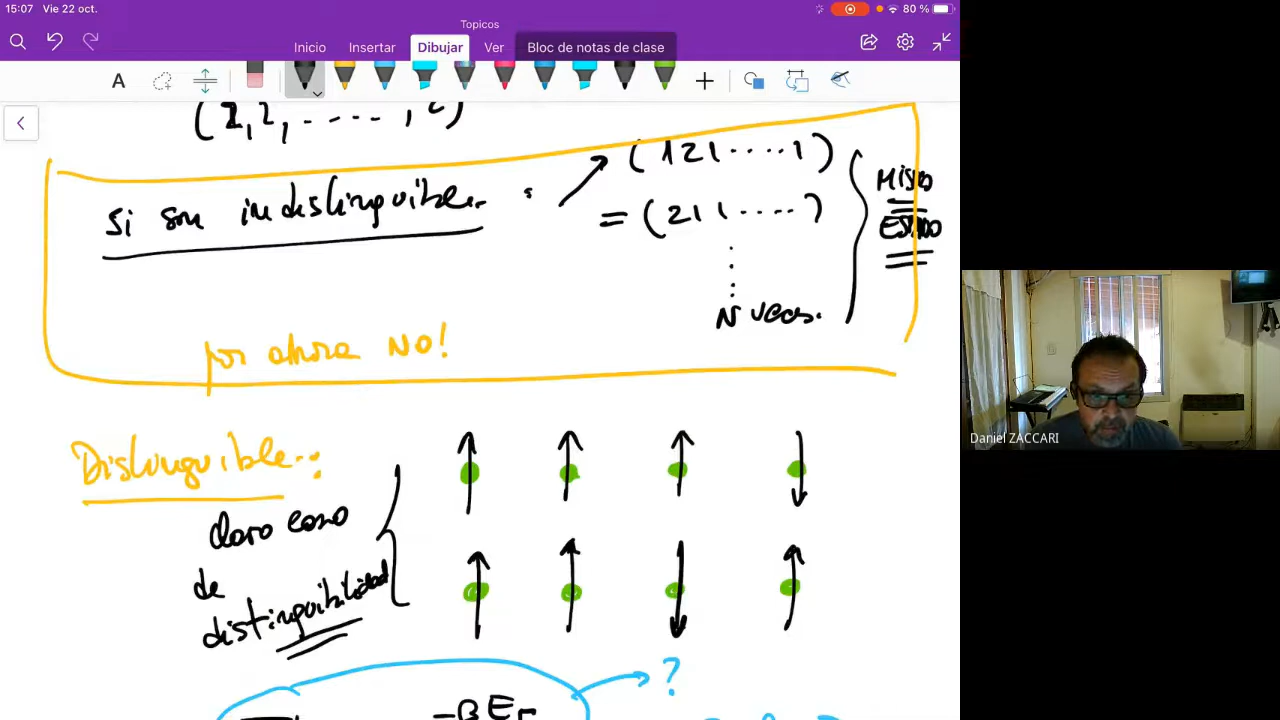 15:07 Vie 22 oct.
80 %
Topicos
Inicio Insertar Dibujar Ver Bloc de notas de clase
A
si son indistinguibles : (121.....1)
= (211.....)
MISMO
ESTADO
N veces.
por ahora NO!
Distinguibles:
claro caso
de
distinguibilidad
?
Daniel ZACCARI